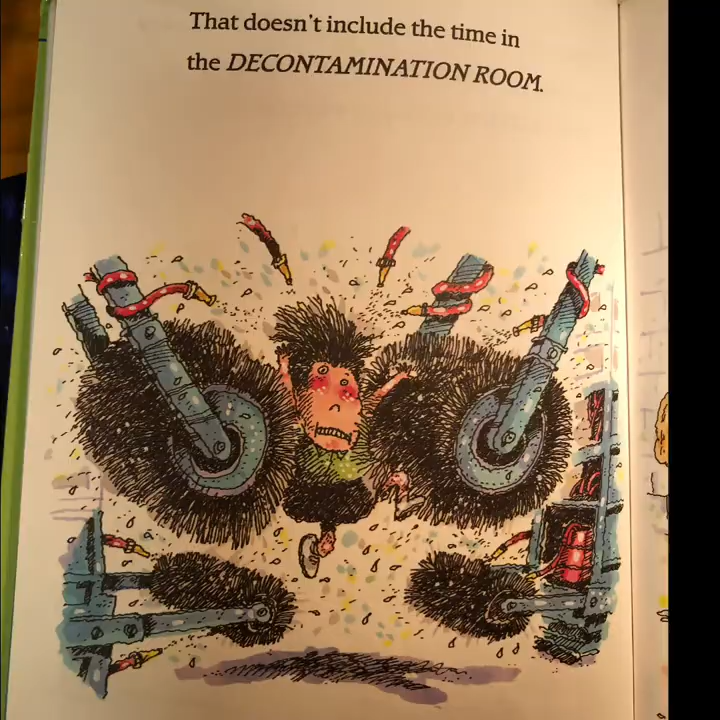 That doesn't include the time in
the DECONTAMINATION ROOM.